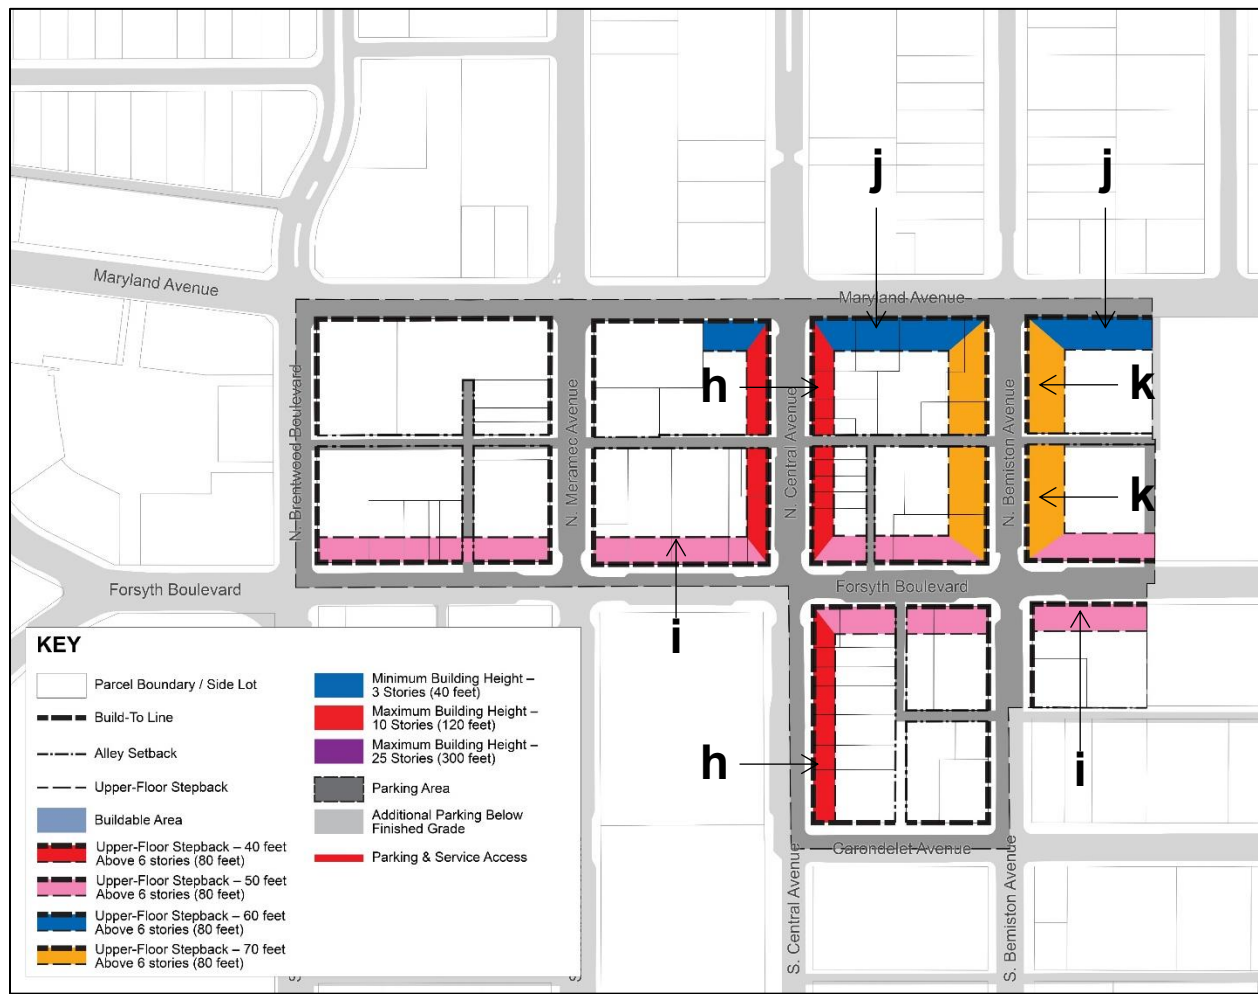 j
j
Maryland Avenue
Maryland Avenue
h
k
k
N. Brentwood Boulevard
N. Meramec Avenue
N. Central Avenue
N. Bemiston Avenue
Forsyth Boulevard
Forsyth Boulevard
i
i
h
Carondelet Avenue
S. Central Avenue
S. Bemiston Avenue
KEY
Parcel Boundary / Side Lot
Build-To Line
Alley Setback
Upper-Floor Stepback
Buildable Area
Upper-Floor Stepback – 40 feet
Above 6 stories (80 feet)
Upper-Floor Stepback – 50 feet
Above 6 stories (80 feet)
Upper-Floor Stepback – 60 feet
Above 6 stories (80 feet)
Upper-Floor Stepback – 70 feet
Above 6 stories (80 feet)
Minimum Building Height –
3 Stories (40 feet)
Maximum Building Height –
10 Stories (120 feet)
Maximum Building Height –
25 Stories (300 feet)
Parking Area
Additional Parking Below
Finished Grade
Parking & Service Access